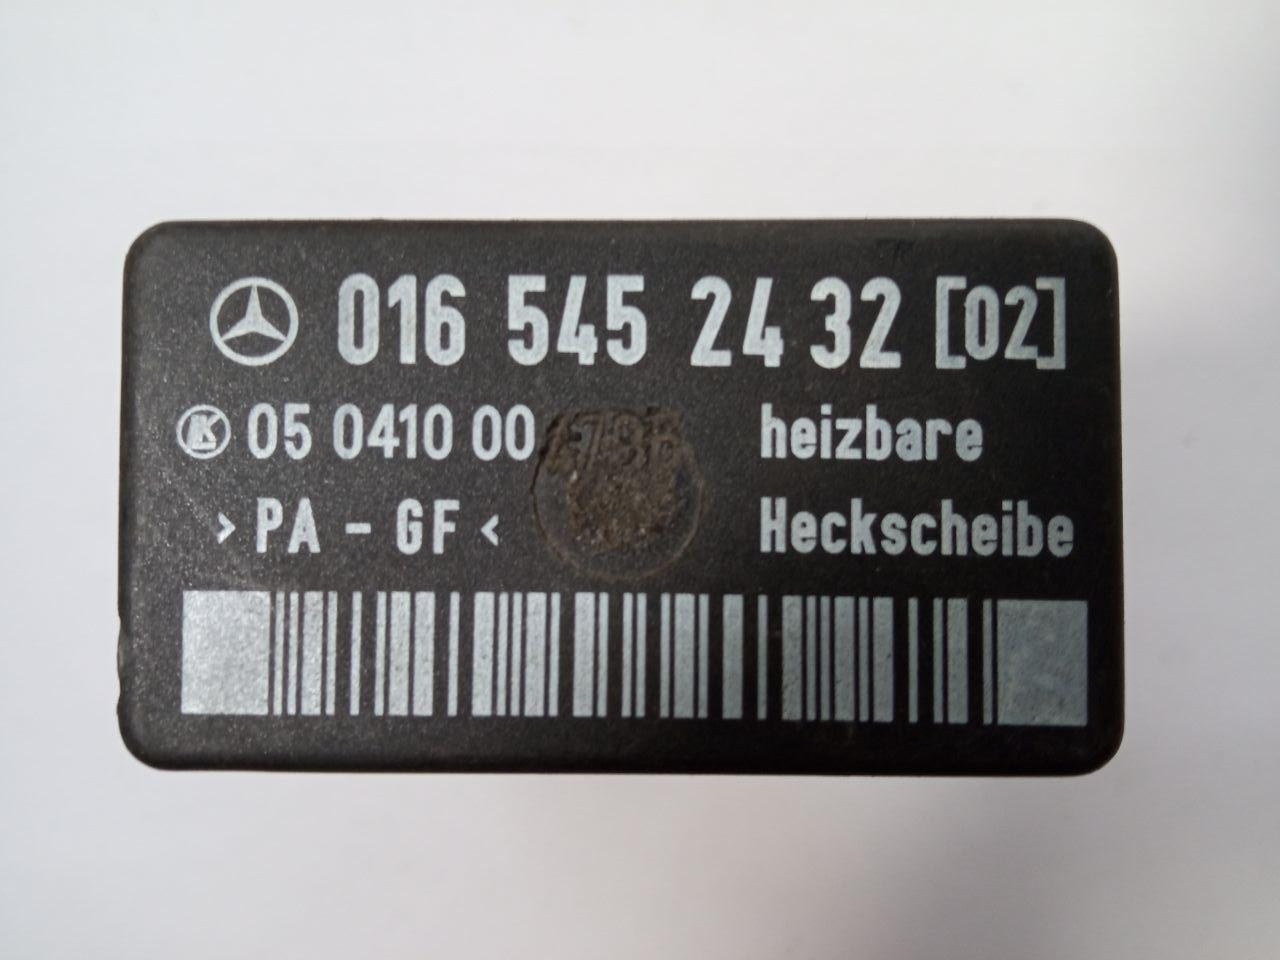 016 545 24 32 [02]
05 0410 00
heizbare
>PA - GF<
Heckscheibe